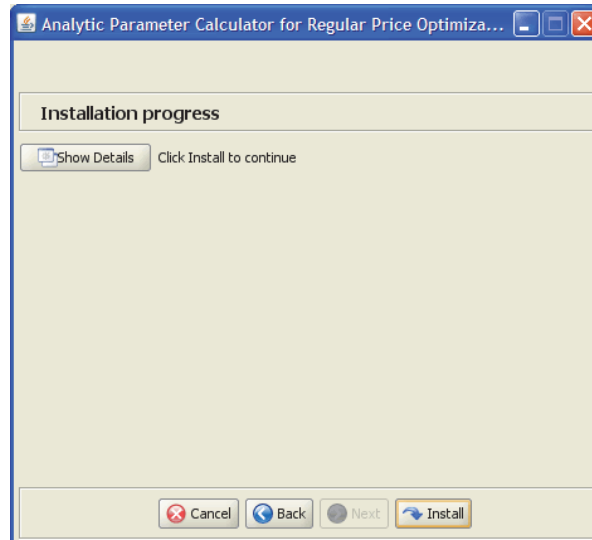 Analytic Parameter Calculator for Regular Price Optimiza...
Installation progress
Show Details Click Install to continue
Cancel Back Next Install